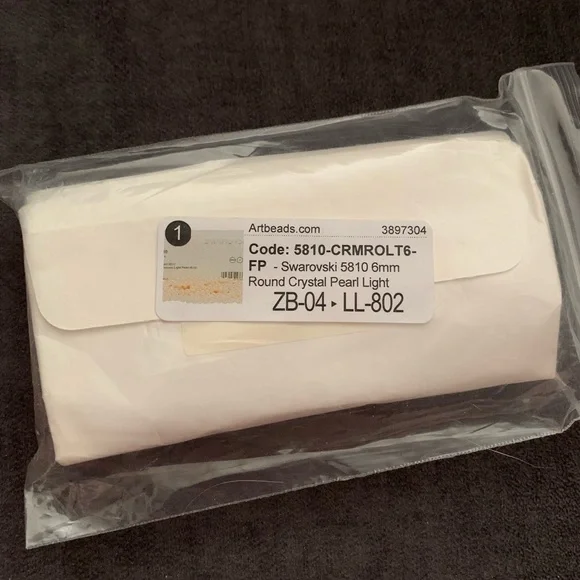 1
Artbeads.com 3897304
Code: 5810-CRMROLT6-
FP - Swarovski 5810 6mm
Round Crystal Pearl Light
ZB-04 ▸ LL-802